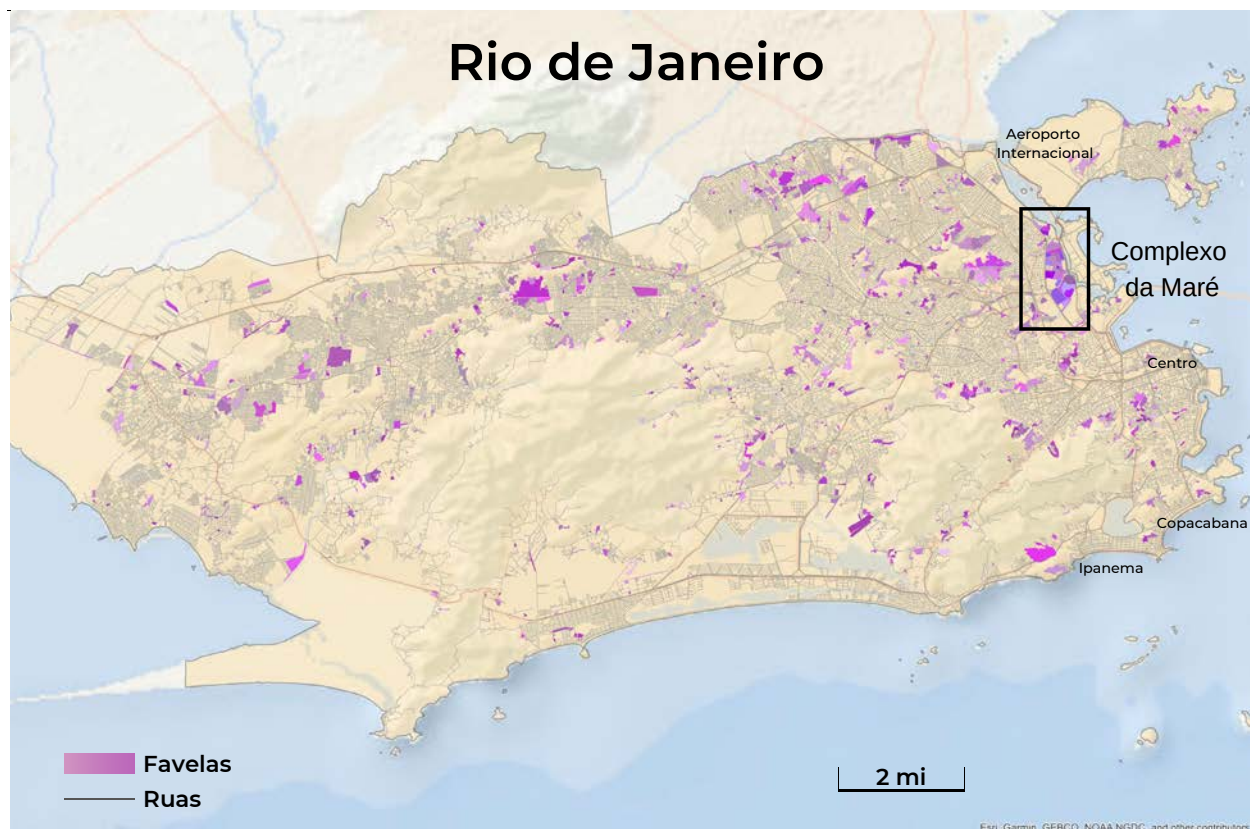 Rio de Janeiro
Aeroporto
Internacional
Complexo
da Maré
Centro
Copacabana
Ipanema
Favelas
Ruas
2 mi
Esri, Garmin, GEBCO, NOAA NGDC, and other contributors